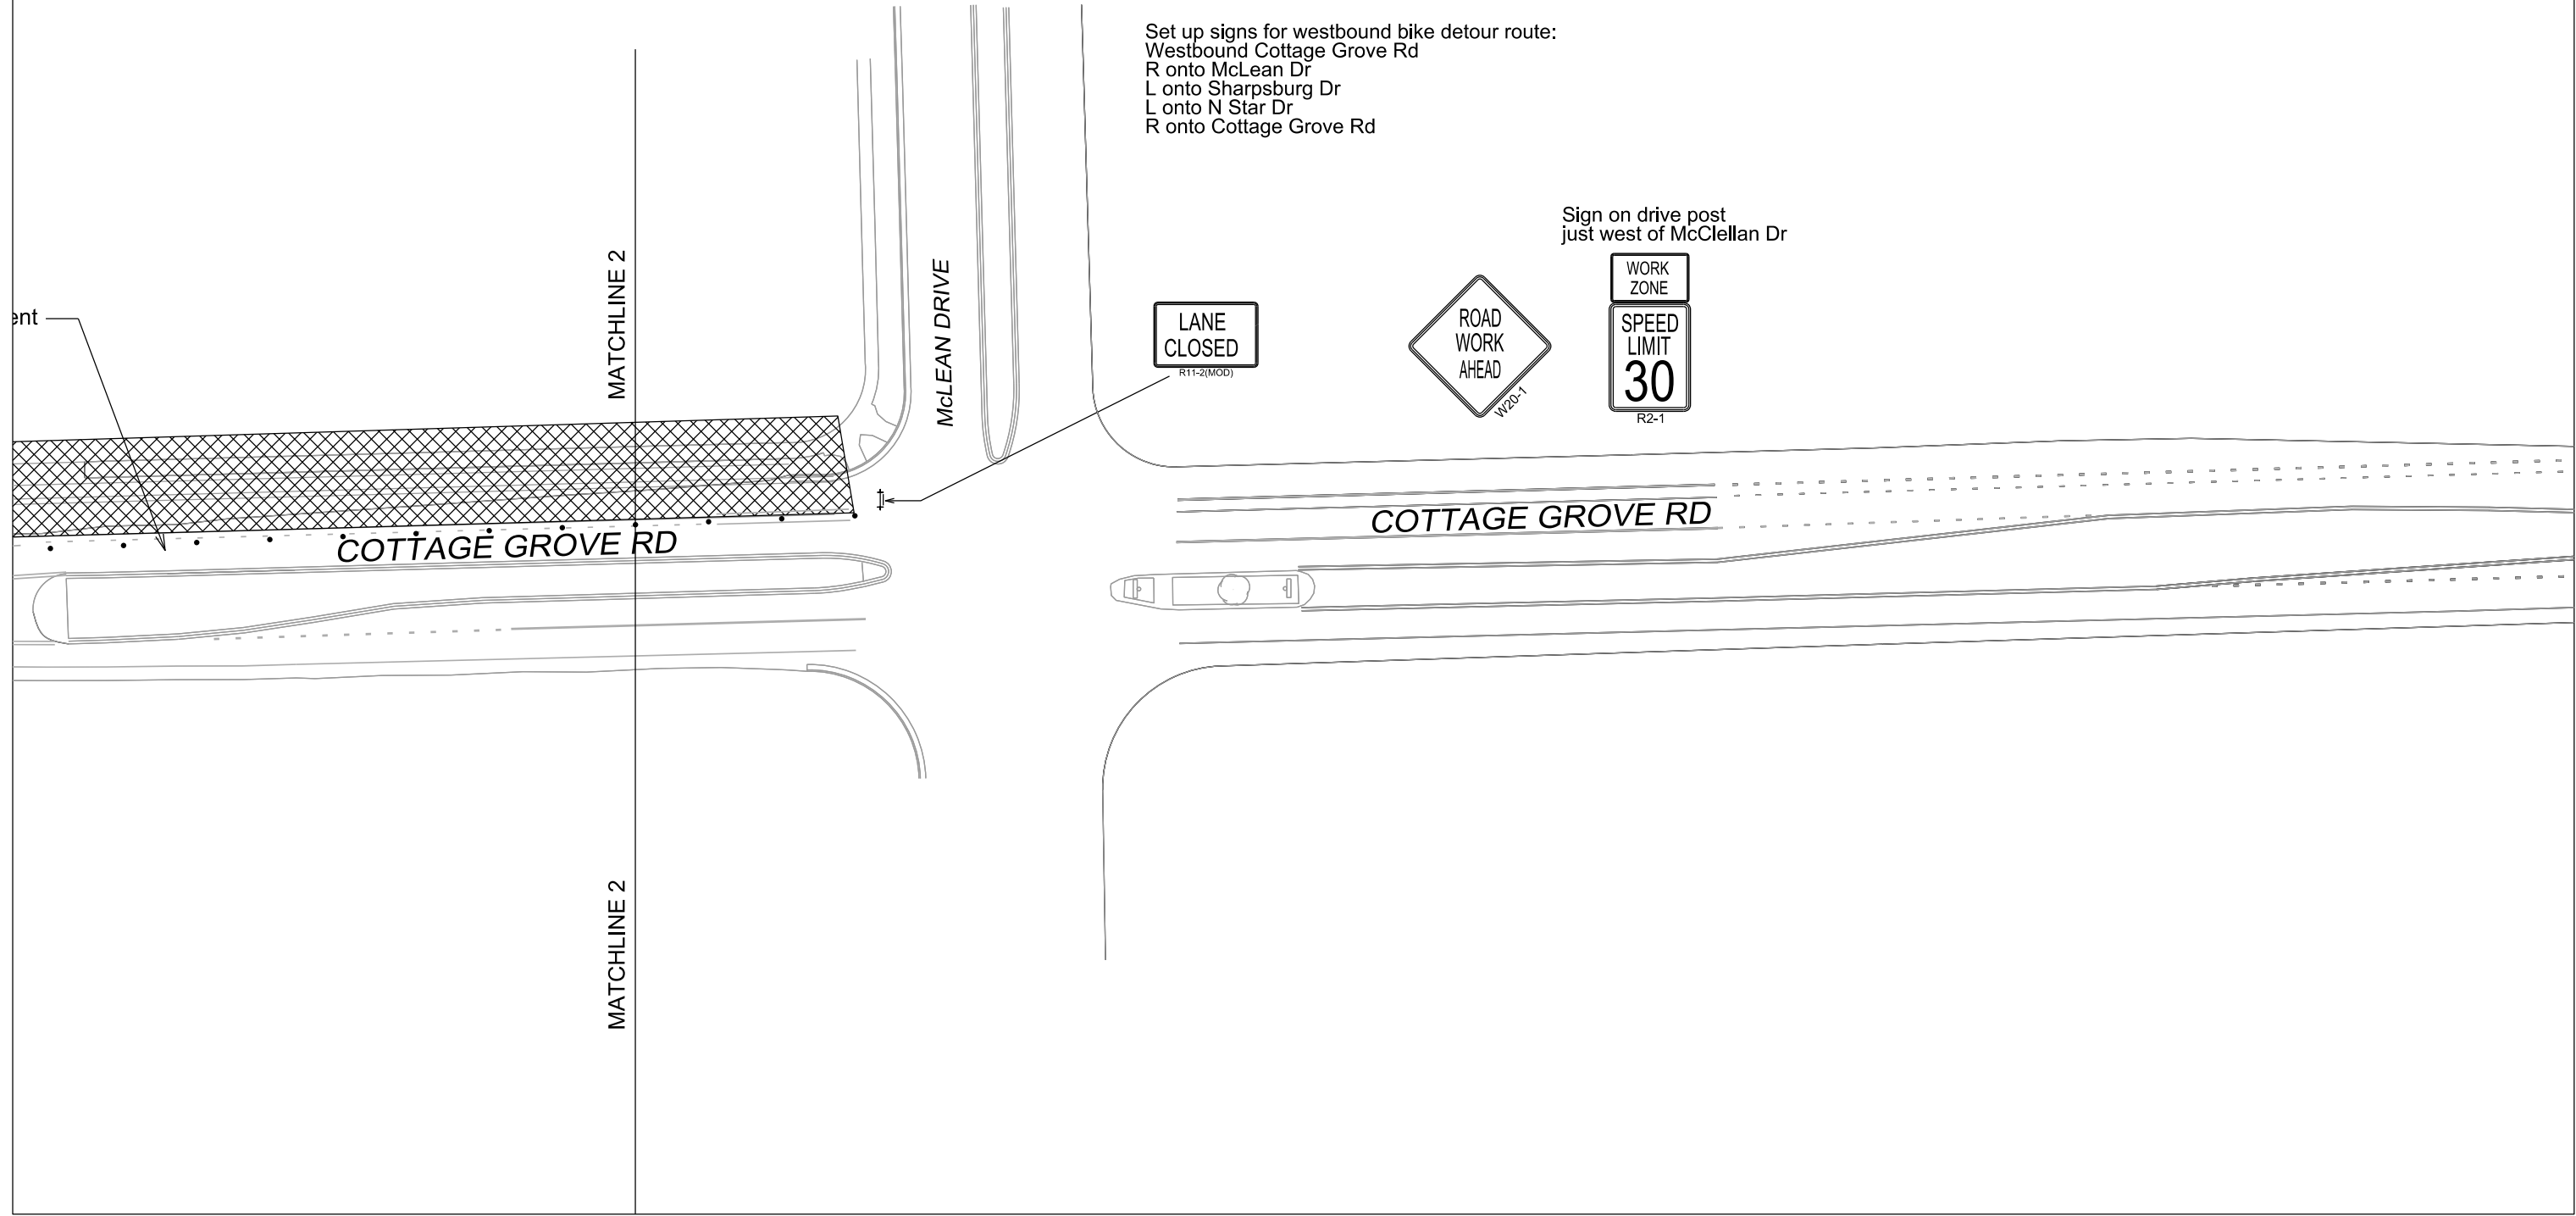 Set up signs for westbound bike detour route:
Westbound Cottage Grove Rd
R onto McLean Dr
L onto Sharpsburg Dr
L onto N Star Dr
R onto Cottage Grove Rd
Sign on drive post
just west of McClellan Dr
WORK
ZONE
SPEED
LIMIT
30
R2-1
ROAD
WORK
AHEAD
W20-1
LANE
CLOSED
R11-2(MOD)
McLEAN DRIVE
MATCHLINE 2
ent
COTTAGE GROVE RD
COTTAGE GROVE RD
MATCHLINE 2